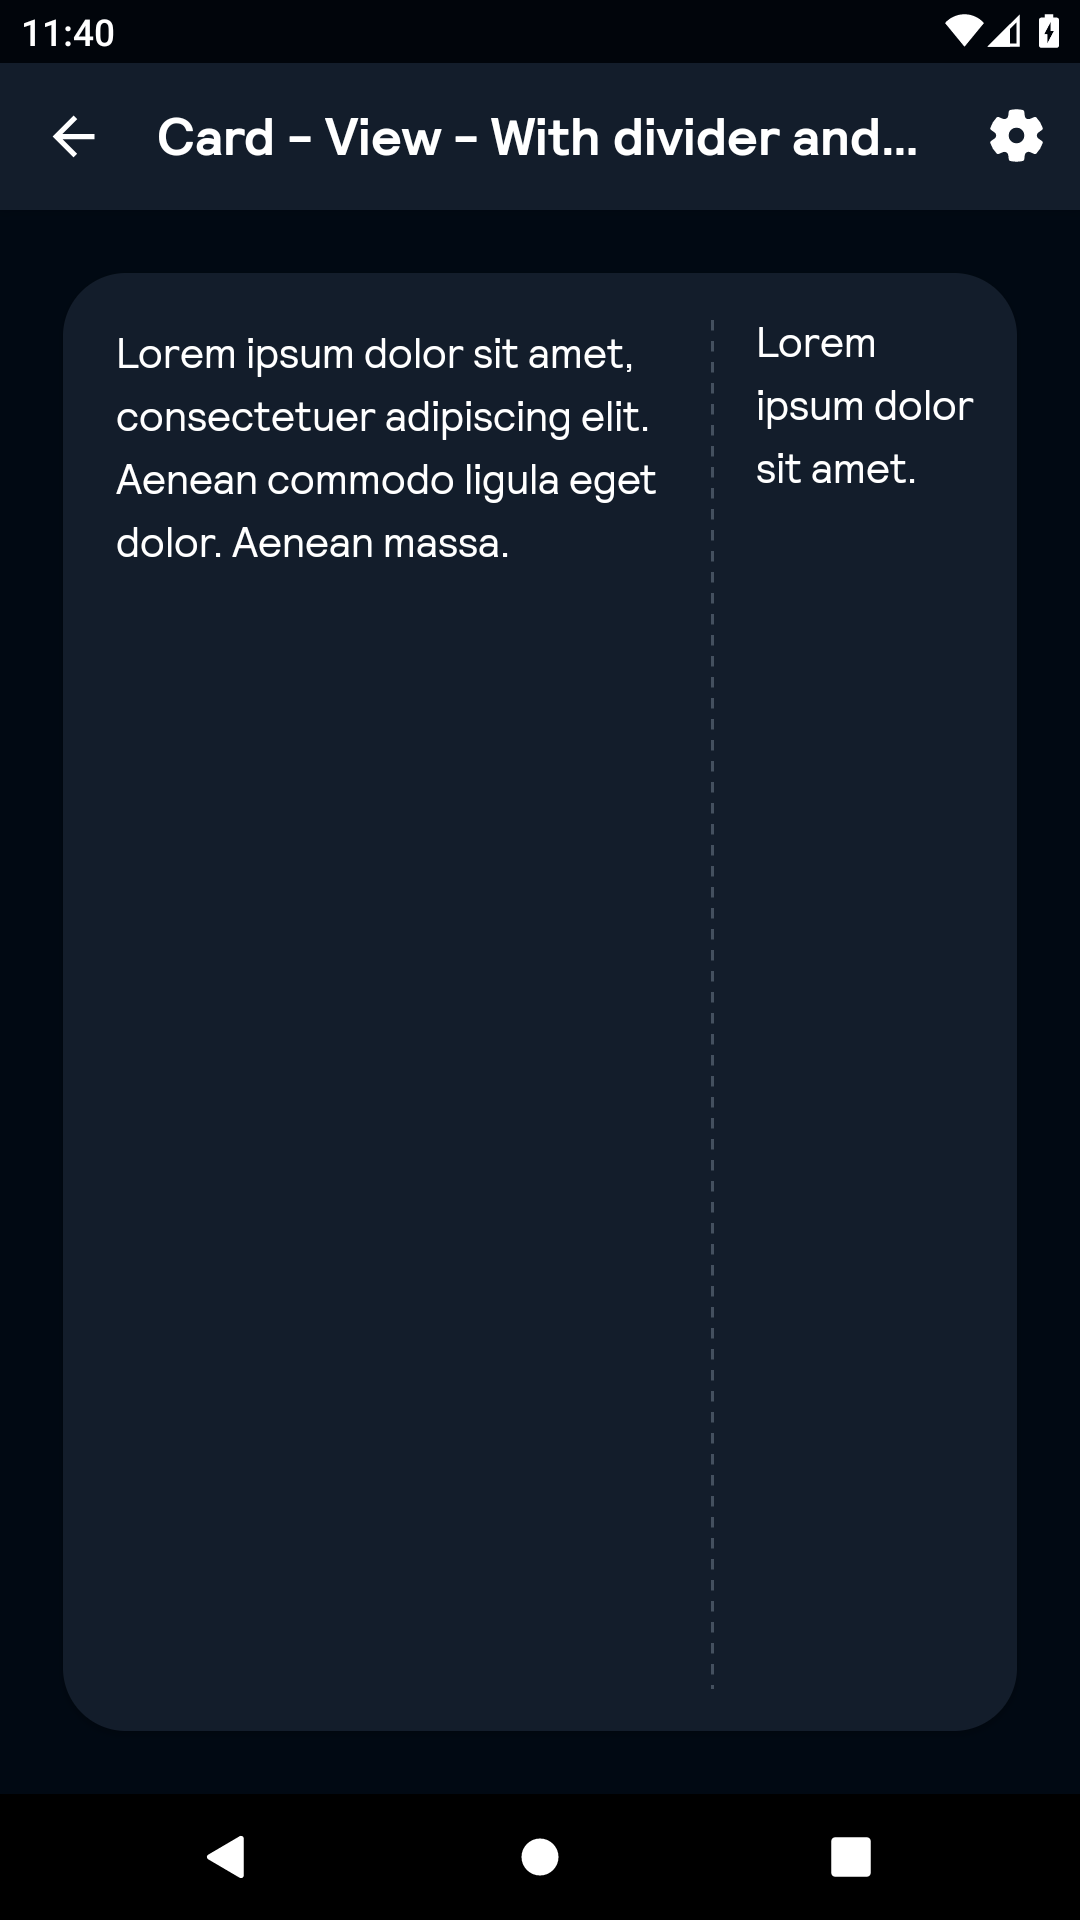 11:40
Card - View - With divider and...
Lorem ipsum dolor sit amet,
consectetuer adipiscing elit.
Aenean commodo ligula eget
dolor. Aenean massa.
Lorem
ipsum dolor
sit amet.